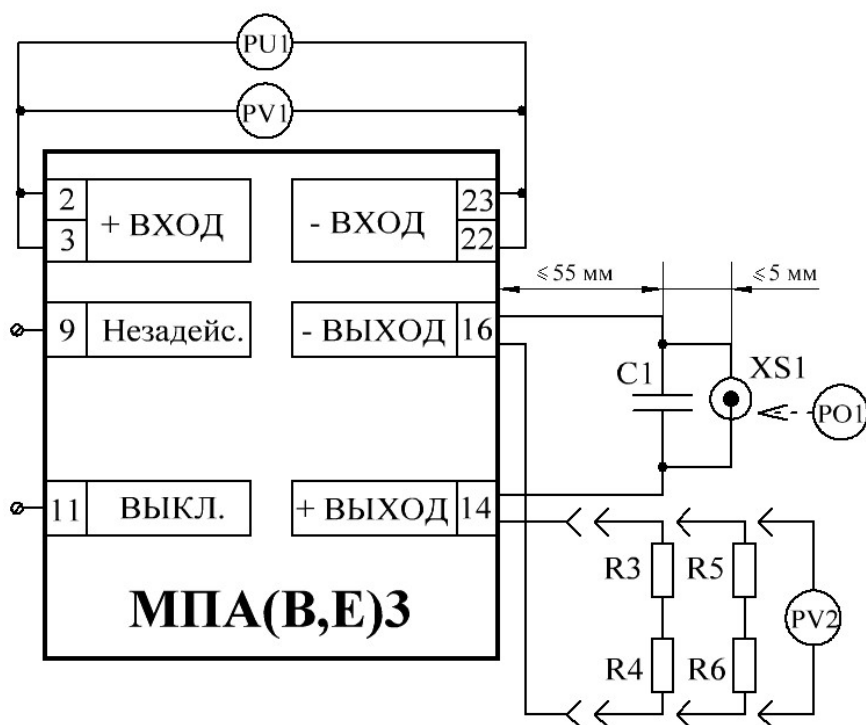 PU1
PV1
2
+ ВХОД
3
- ВХОД
23
22
⩽55 мм
⩽5 мм
9
Незадейс.
- ВЫХОД
16
C1
XS1
PO1
11
ВЫКЛ.
+ ВЫХОД
14
R3
R5
PV2
R4
R6
МПА(В,Е)3